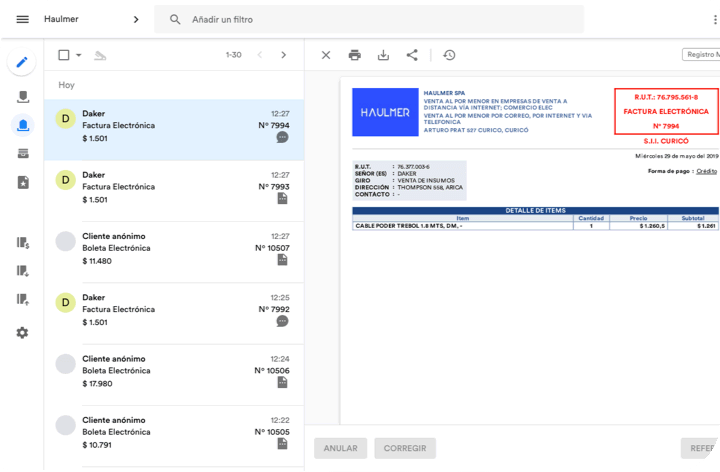 Haulmer
Añadir un filtro
1-30
Registro M
Hoy
D
Daker
12:27
Factura Electrónica
Nº 7994
$ 1.501
D
Daker
12:27
Factura Electrónica
Nº 7993
$ 1.501
Cliente anónimo
12:27
Boleta Electrónica
Nº 10507
$ 11.480
D
Daker
12:25
Factura Electrónica
Nº 7992
$ 1.501
Cliente anónimo
12:24
Boleta Electrónica
Nº 10506
$ 17.980
Cliente anónimo
12:22
Boleta Electrónica
Nº 10505
$ 10.791
HAULMER
HAULMER SPA
VENTA AL POR MENOR EN EMPRESAS DE VENTA A
DISTANCIA VÍA INTERNET; COMERCIO ELEC
VENTA AL POR MENOR POR CORREO, POR INTERNET Y VIA
TELEFONICA
ARTURO PRAT 527 CURICO, CURICÓ
R.U.T.: 76.795.561-8
FACTURA ELECTRÓNICA
Nº 7994
S.I.I. CURICÓ
Miércoles 29 de mayo del 2019
Forma de pago : Crédito
R.U.T. : 76.377.003-6
SEÑOR (ES) : DAKER
GIRO : VENTA DE INSUMOS
DIRECCIÓN : THOMPSON 558, ARICA
CONTACTO : -
DETALLE DE ITEMS
Item Cantidad Precio Subtotal
CABLE PODER TREBOL 1.8 MTS, DM, - 1 $ 1.260,5 $ 1.261
ANULAR
CORREGIR
REFER